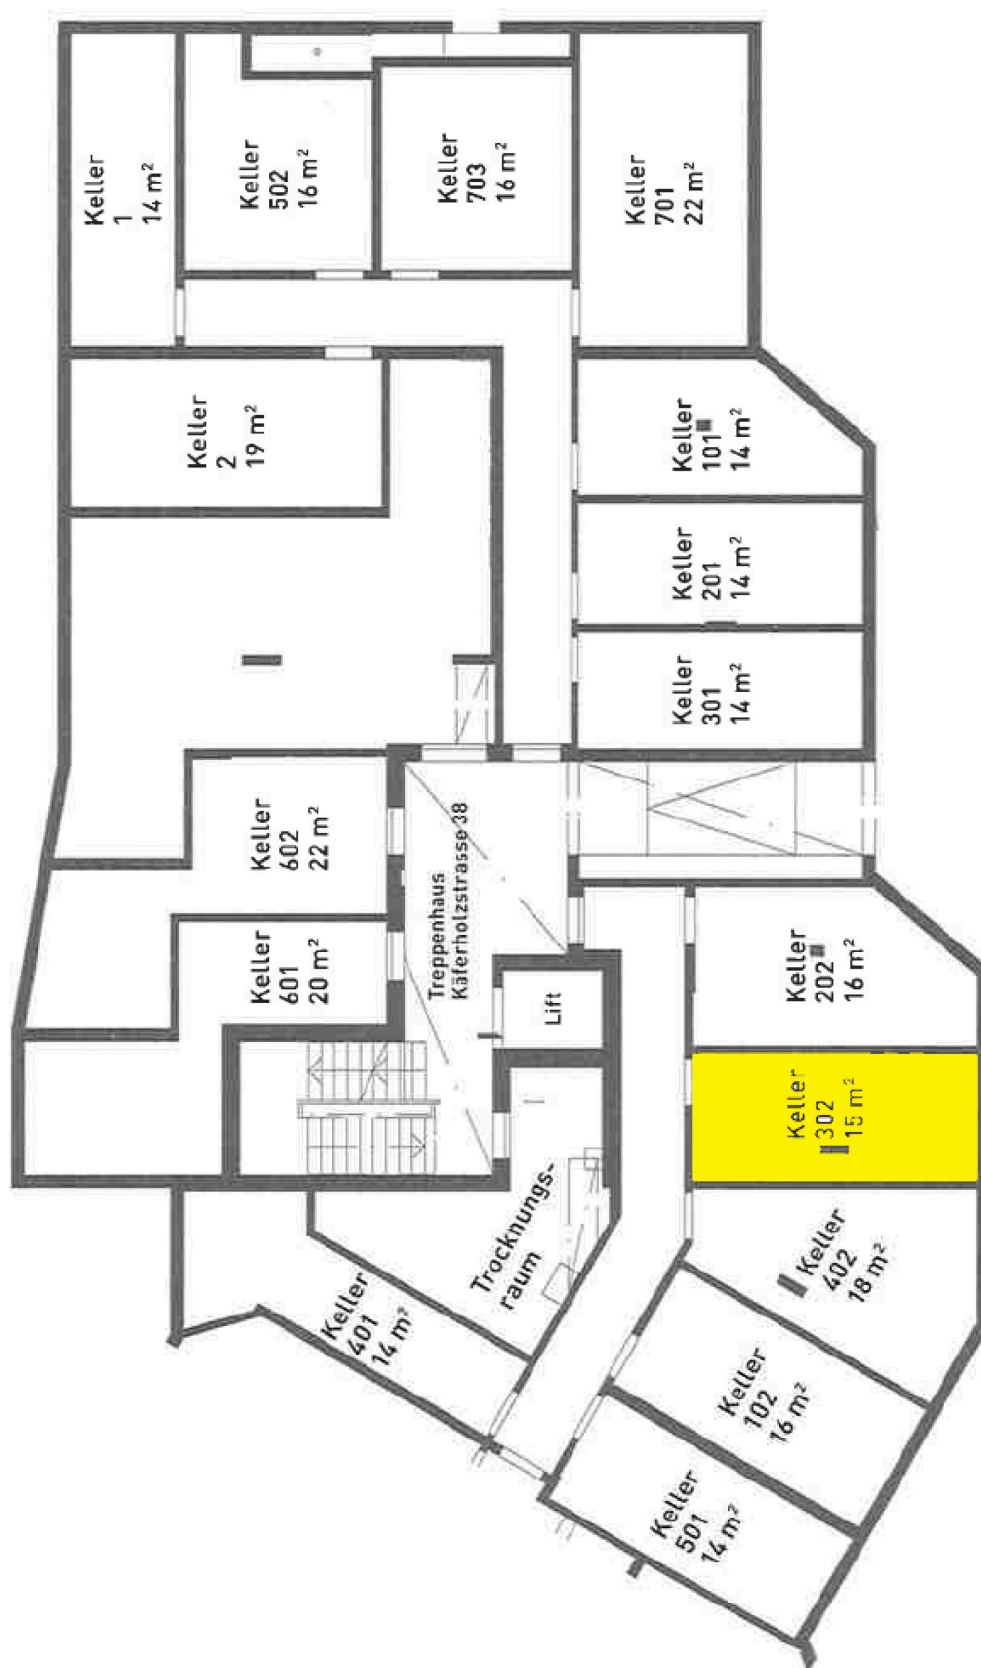 Keller
1
14 m²
Keller
502
16 m²
Keller
703
16 m²
Keller
701
22 m²
Keller
2
19 m²
Keller
101
14 m²
Keller
201
14 m²
Keller
301
14 m²
Keller
602
22 m²
Keller
601
20 m²
Treppenhaus
Käferholzstrasse 38
Lift
Keller
202
16 m²
Keller
302
15 m²
Trocknungs-
raum
Keller
401
14 m²
Keller
402
18 m²
Keller
102
16 m²
Keller
501
14 m²